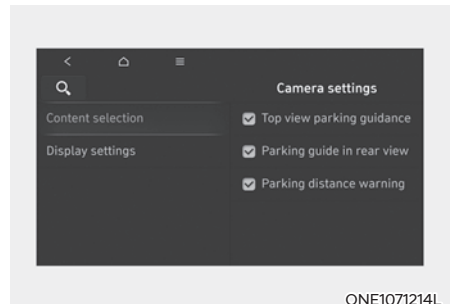 Camera settings
Content selection
Display settings
Top view parking guidance
Parking guide in rear view
Parking distance warning
ONE1071214L